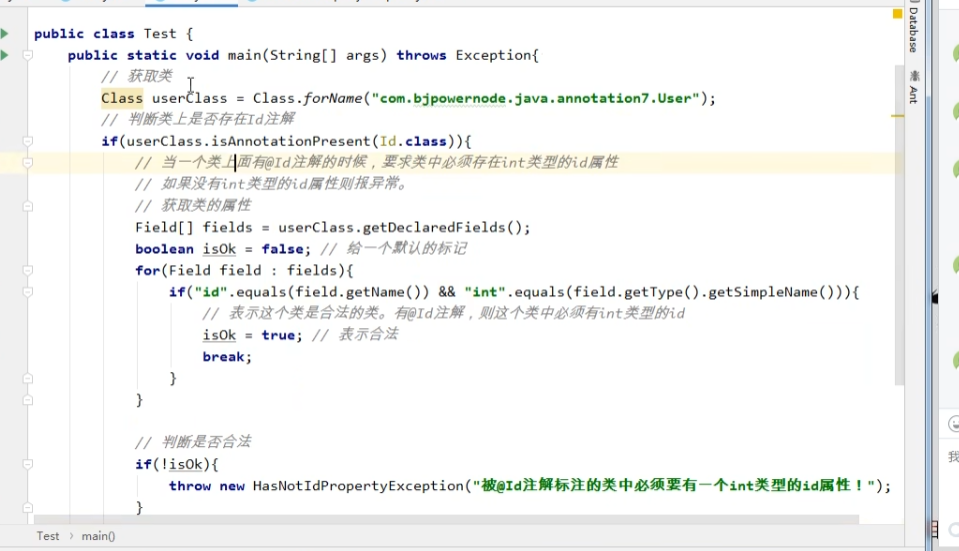 public class Test {
public static void main(String[] args) throws Exception{
// 获取类
Class userClass = Class.forName("com.bjpowernode.java.annotation7.User");
// 判断类上是否存在Id注解
if(userClass.isAnnotationPresent(Id.class)){
// 当一个类上面有@Id注解的时候，要求类中必须存在int类型的id属性
// 如果没有int类型的id属性则报异常。
// 获取类的属性
Field[] fields = userClass.getDeclaredFields();
boolean isOk = false; // 给一个默认的标记
for(Field field : fields){
if("id".equals(field.getName()) && "int".equals(field.getType().getSimpleName())){
// 表示这个类是合法的类。有@Id注解，则这个类中必须有int类型的id
isOk = true; // 表示合法
break;
}
}
// 判断是否合法
if(!isOk){
throw new HasNotIdPropertyException("被@Id注解标注的类中必须要有一个int类型的id属性！");
}
Test › main()
Database
Ant
我